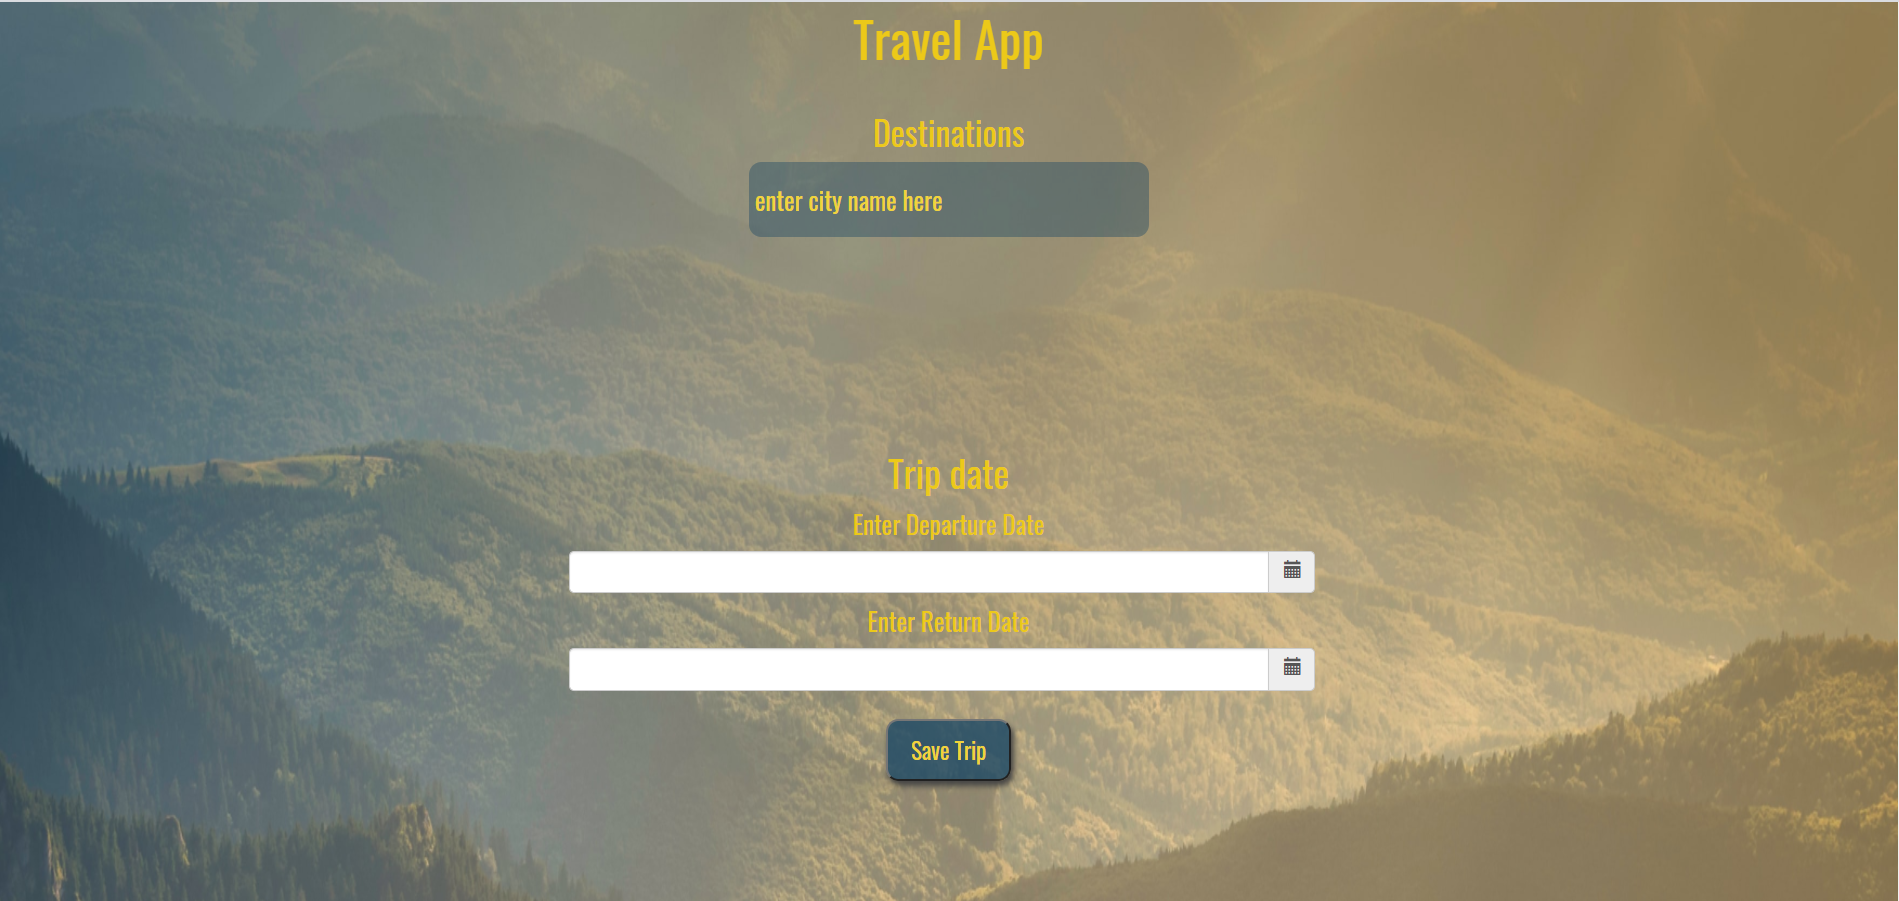 Travel App
Destinations
enter city name here
Trip date
Enter Departure Date
Enter Return Date
Save Trip